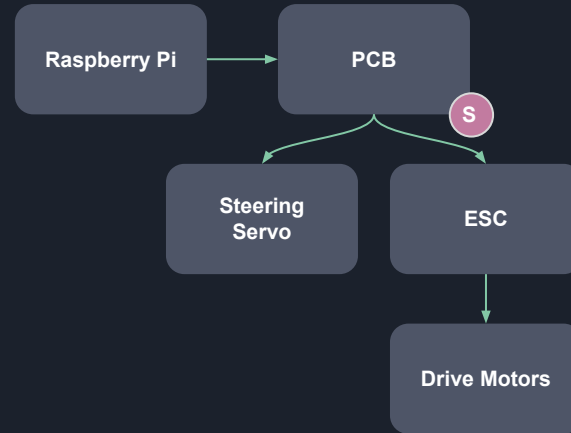 Raspberry Pi
PCB
S
Steering
Servo
ESC
Drive Motors